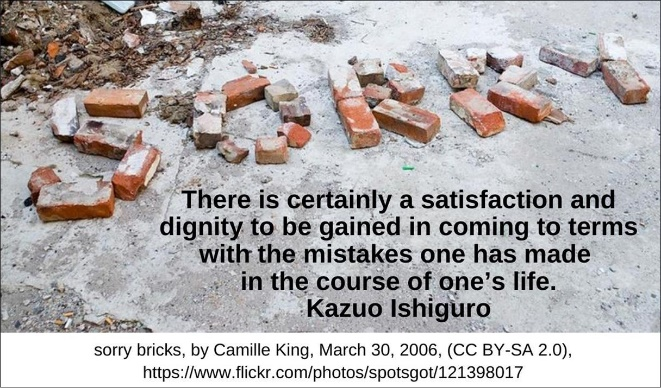 SORRY
There is certainly a satisfaction and
dignity to be gained in coming to terms
with the mistakes one has made
in the course of one’s life.
Kazuo Ishiguro
sorry bricks, by Camille King, March 30, 2006, (CC BY-SA 2.0),
https://www.flickr.com/photos/spotsgot/121398017